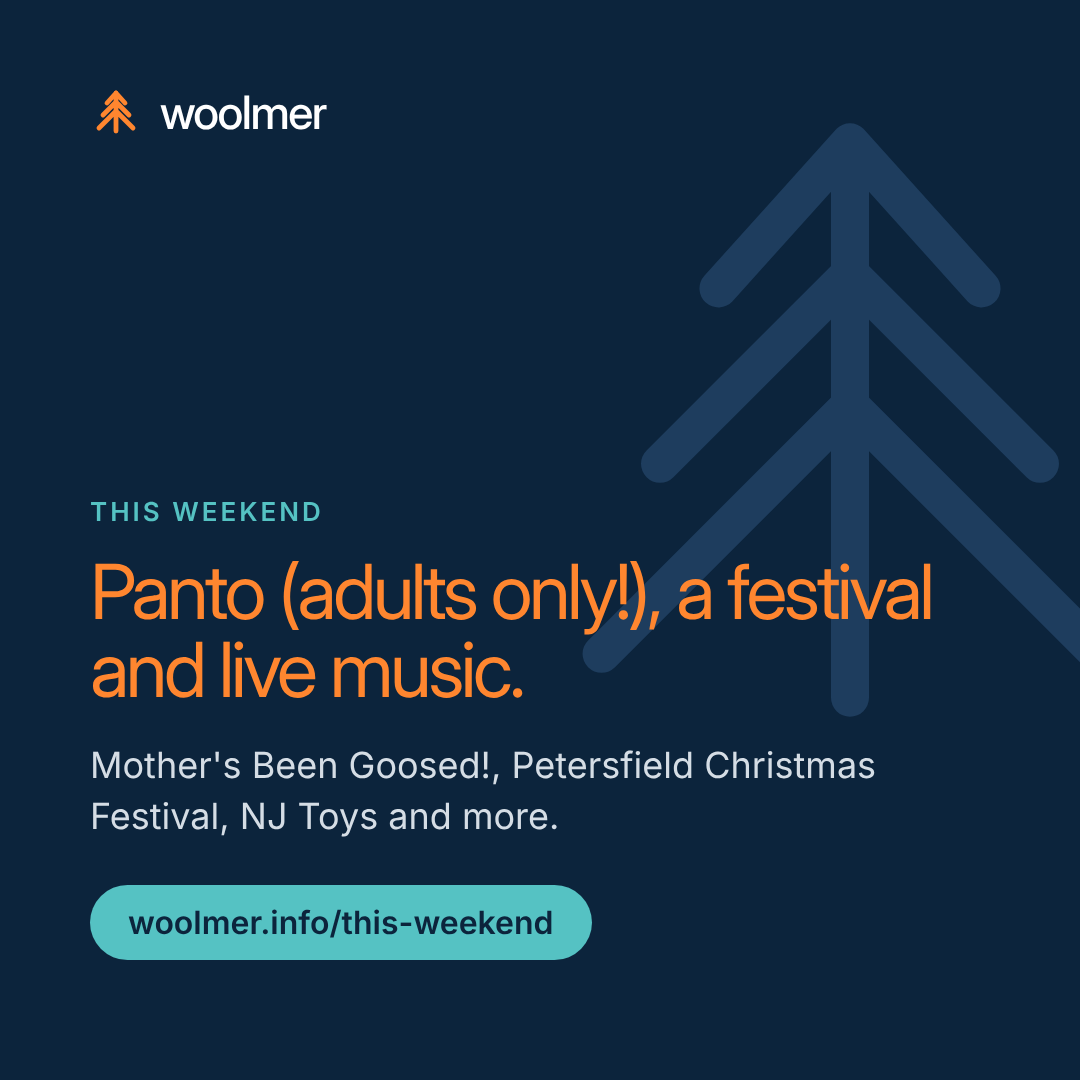 woolmer
THIS WEEKEND
Panto (adults only!), a festival
and live music.
Mother's Been Goosed!, Petersfield Christmas
Festival, NJ Toys and more.
woolmer.info/this-weekend